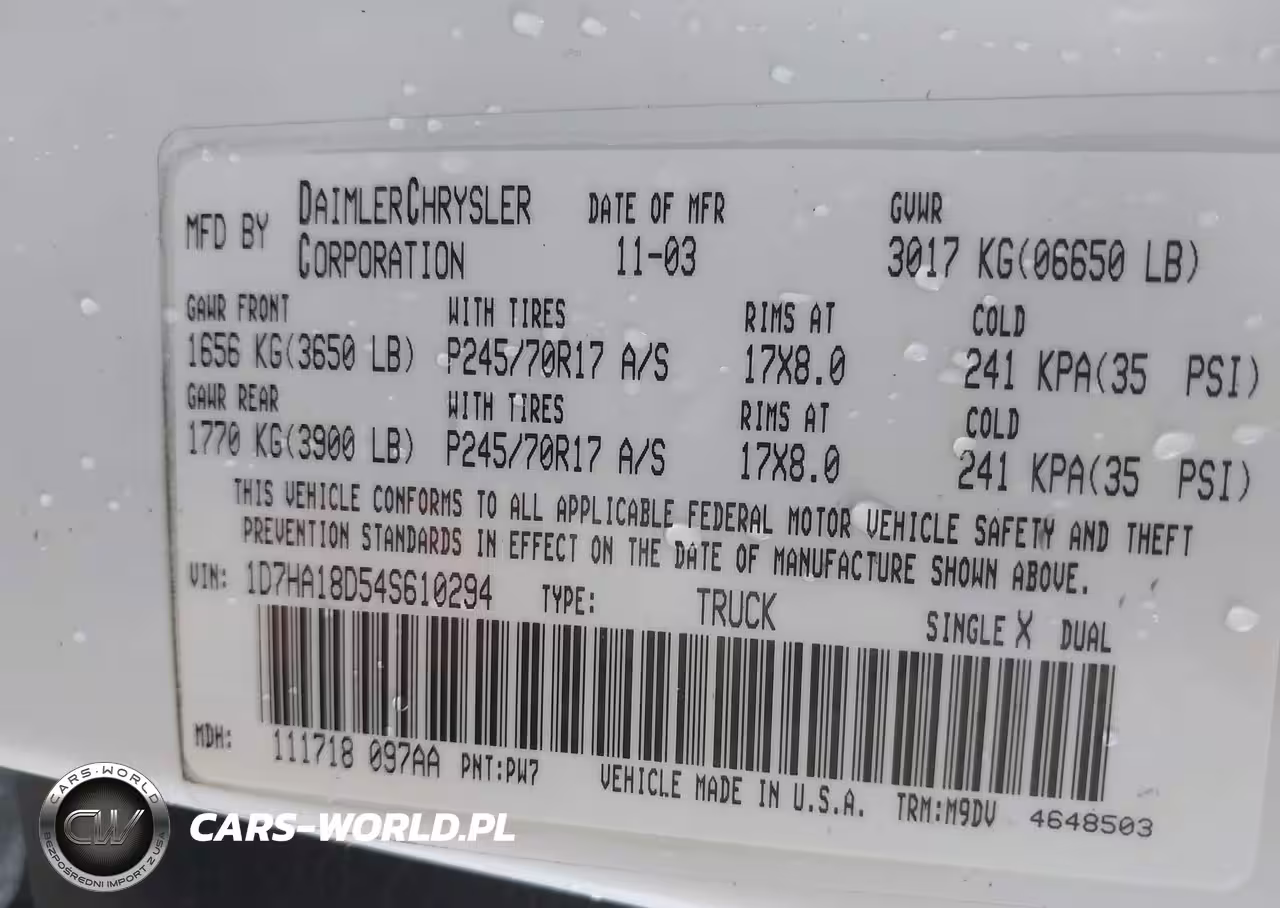 MFD BY DAIMLERCHRYSLER CORPORATION DATE OF MFR 11-03 GVWR 3017 KG(06650 LB)
GAWR FRONT WITH TIRES RIMS AT COLD
1656 KG(3650 LB) P245/70R17 A/S 17X8.0 241 KPA(35 PSI)
GAWR REAR WITH TIRES RIMS AT COLD
1770 KG(3900 LB) P245/70R17 A/S 17X8.0 241 KPA(35 PSI)
THIS VEHICLE CONFORMS TO ALL APPLICABLE FEDERAL MOTOR VEHICLE SAFETY AND THEFT
PREVENTION STANDARDS IN EFFECT ON THE DATE OF MANUFACTURE SHOWN ABOVE.
VIN: 1D7HA18D54S610294 TYPE: TRUCK SINGLE X DUAL
MDH: 111718 097AA PNT:PW7 VEHICLE MADE IN U.S.A. TRM:M9DV 4648503
CARS-WORLD
CW
BEZPOŚREDNI IMPORT Z USA
CARS-WORLD.PL